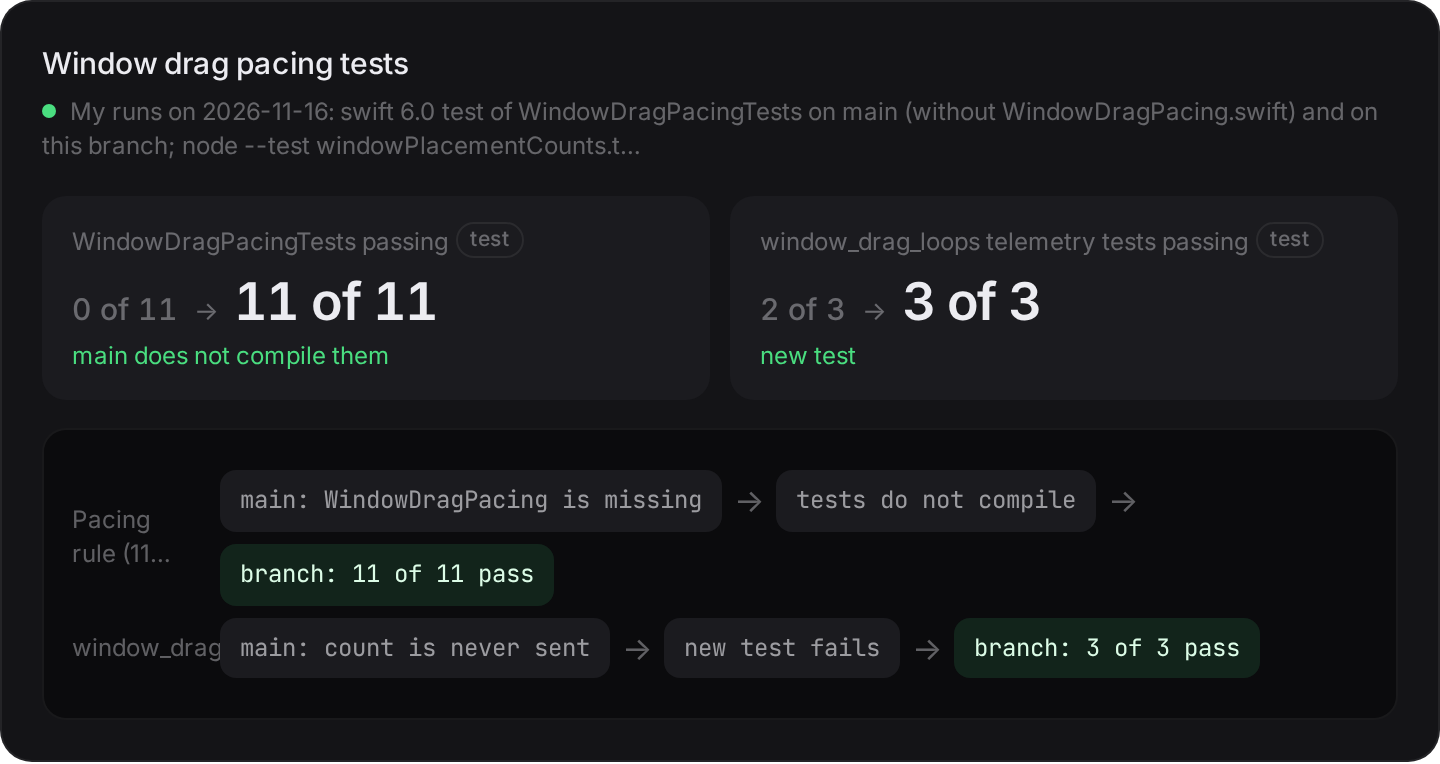 Window drag pacing tests
My runs on 2026-11-16: swift 6.0 test of WindowDragPacingTests on main (without WindowDragPacing.swift) and on
this branch; node --test windowPlacementCounts.t…
WindowDragPacingTests passing test
0 of 11 → 11 of 11
main does not compile them
window_drag_loops telemetry tests passing test
2 of 3 → 3 of 3
new test
Pacing
rule (11…
main: WindowDragPacing is missing → tests do not compile →
branch: 11 of 11 pass
window_drag main: count is never sent → new test fails → branch: 3 of 3 pass